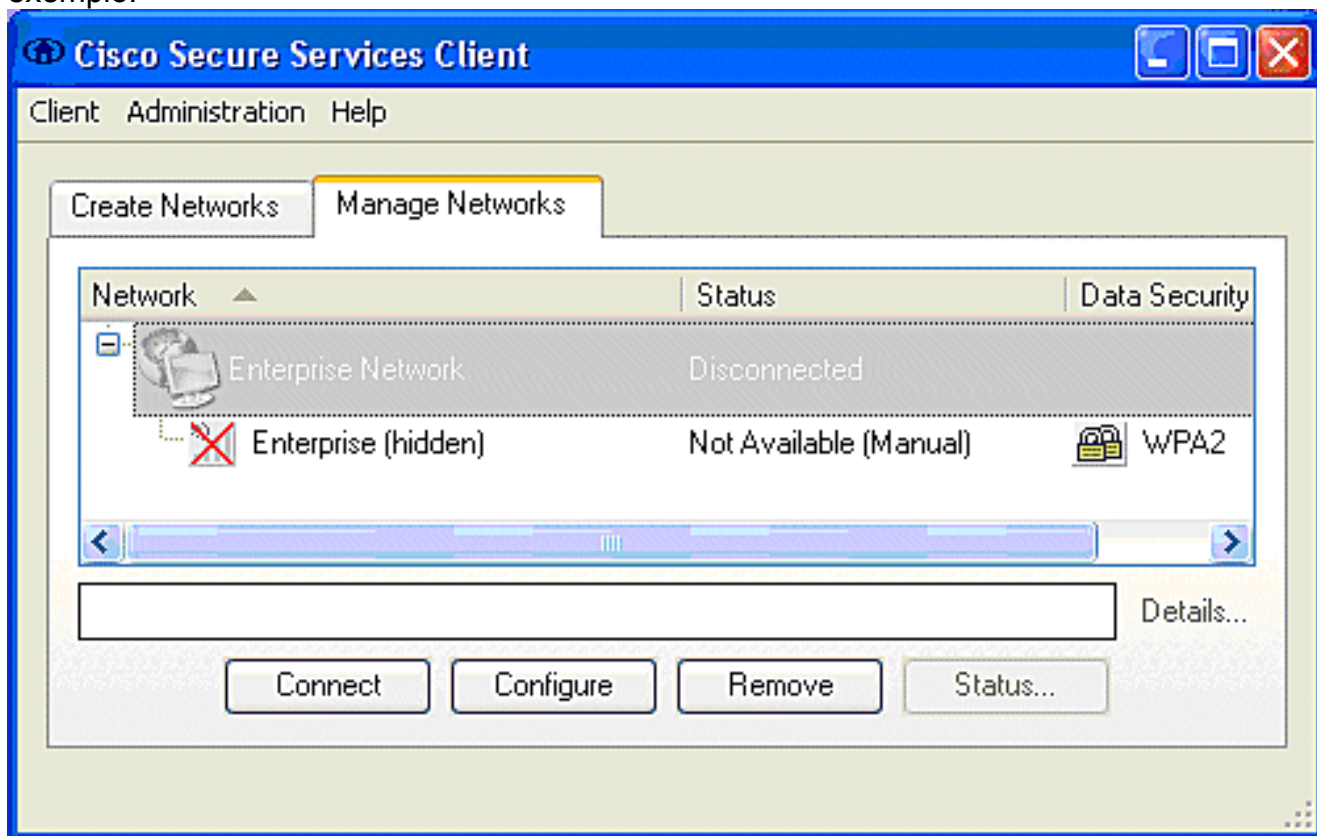 exemple:
Cisco Secure Services Client
Client Administration Help
Create Networks Manage Networks
Network Status Data Security
Enterprise Network Disconnected
Enterprise (hidden) Not Available (Manual) WPA2
Details...
Connect Configure Remove Status...